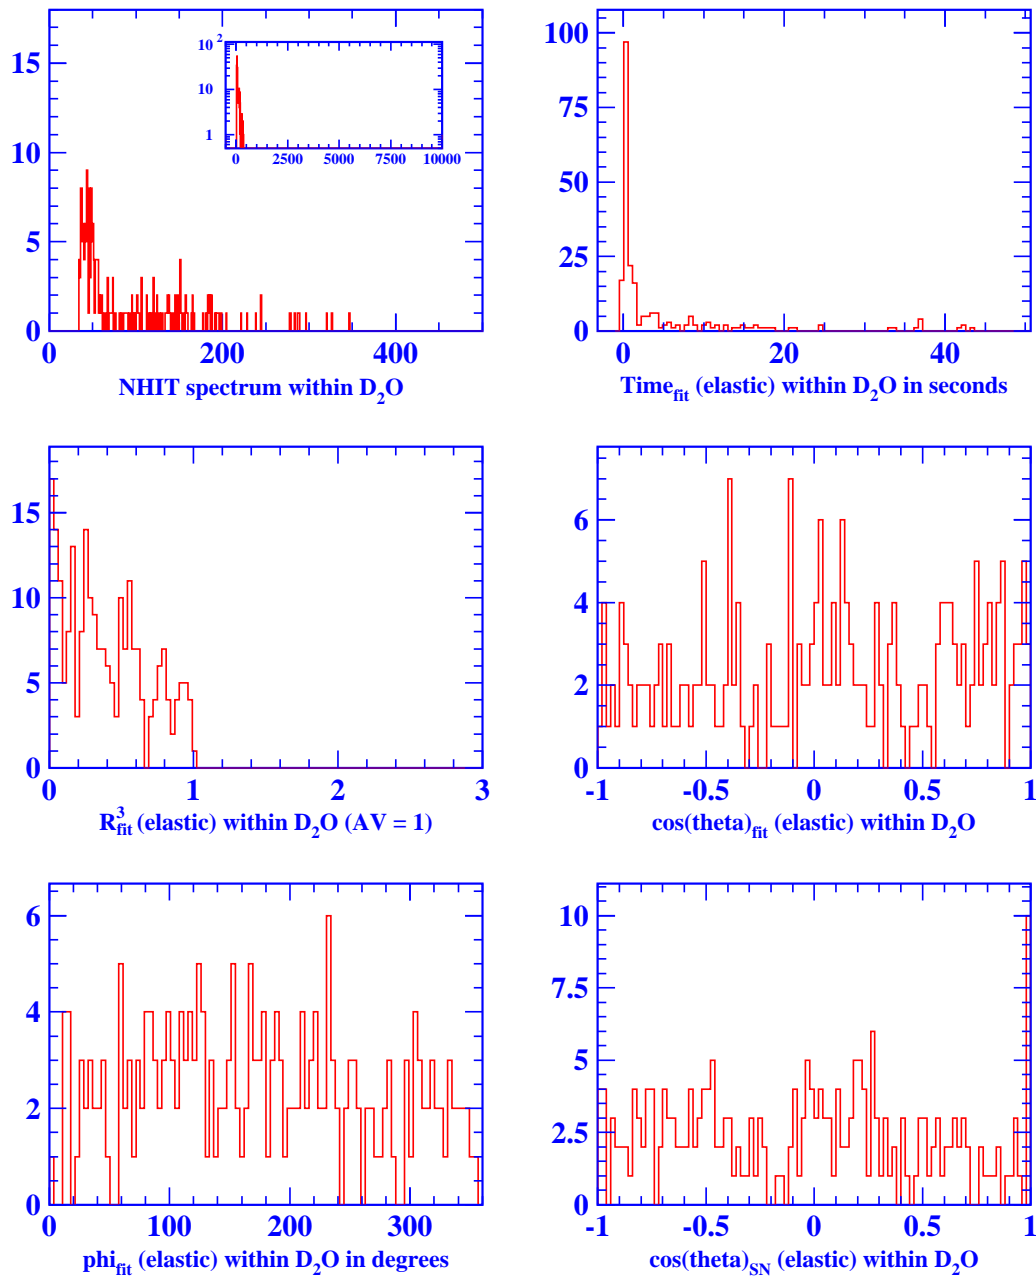 15
10
5
0
0 200 400
NHIT spectrum within D₂O
10²
10
1
0 2500 5000 7500 10000
100
75
50
25
0
0 20 40
Time_fit (elastic) within D₂O in seconds
15
10
5
0
0 1 2 3
R³_fit (elastic) within D₂O (AV = 1)
6
4
2
0
-1 -0.5 0 0.5 1
cos(theta)_fit (elastic) within D₂O
6
4
2
0
0 100 200 300
phi_fit (elastic) within D₂O in degrees
10
7.5
5
2.5
0
-1 -0.5 0 0.5 1
cos(theta)_SN (elastic) within D₂O